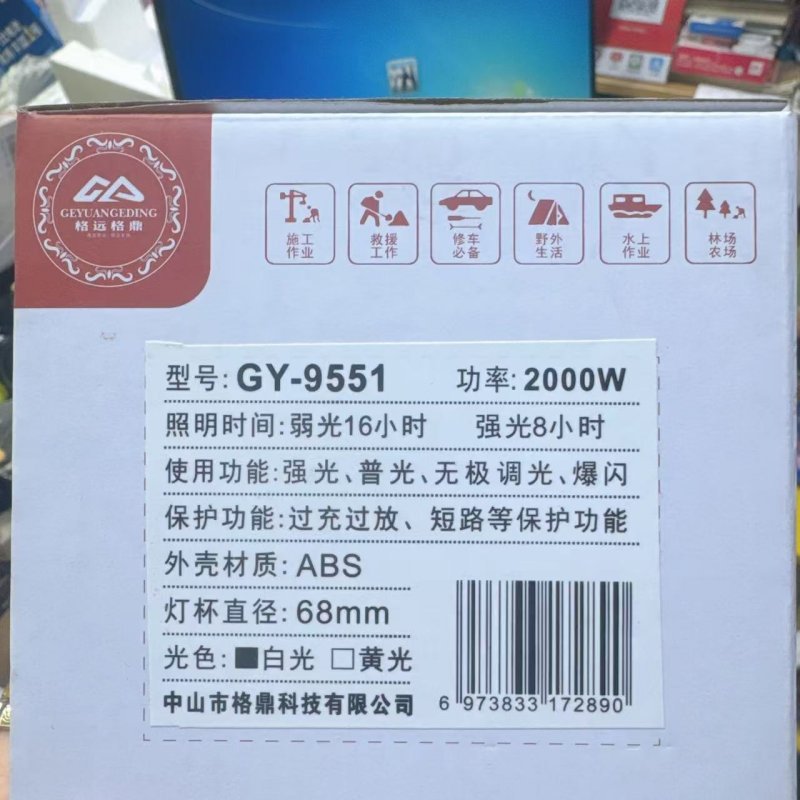 GEYUANGEDING
格远格鼎
施工
作业
救援
工作
修车
必备
野外
生活
水上
作业
林场
农场
型号: GY-9551 功率: 2000W
照明时间: 弱光16小时 强光8小时
使用功能: 强光、普光、无极调光、爆闪
保护功能: 过充过放、短路等保护功能
外壳材质: ABS
灯杯直径: 68mm
光色: ■白光 □黄光
中山市格鼎科技有限公司
6 973833 172890